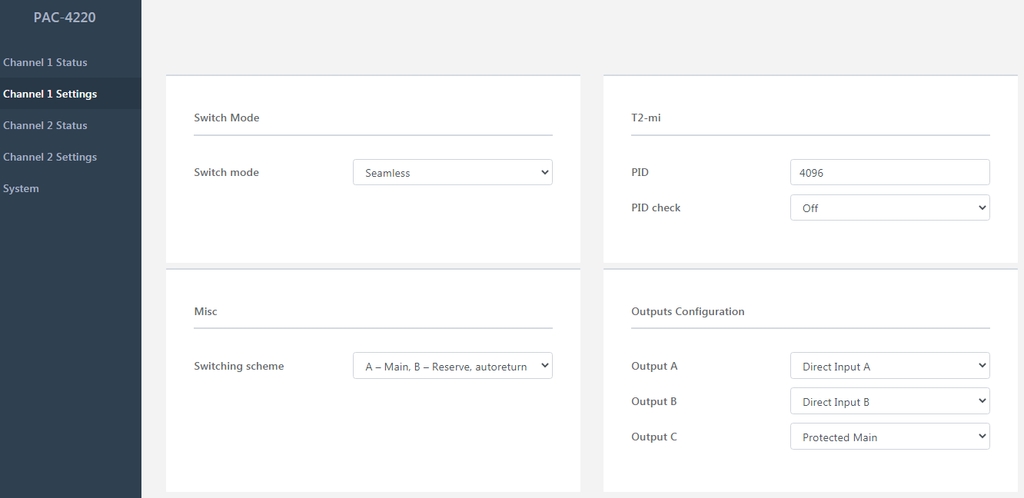 PAC-4220
Channel 1 Status
Channel 1 Settings
Channel 2 Status
Channel 2 Settings
System
Switch Mode
Switch mode Seamless
T2-mi
PID 4096
PID check Off
Misc
Switching scheme A – Main, B – Reserve, autoreturn
Outputs Configuration
Output A Direct Input A
Output B Direct Input B
Output C Protected Main